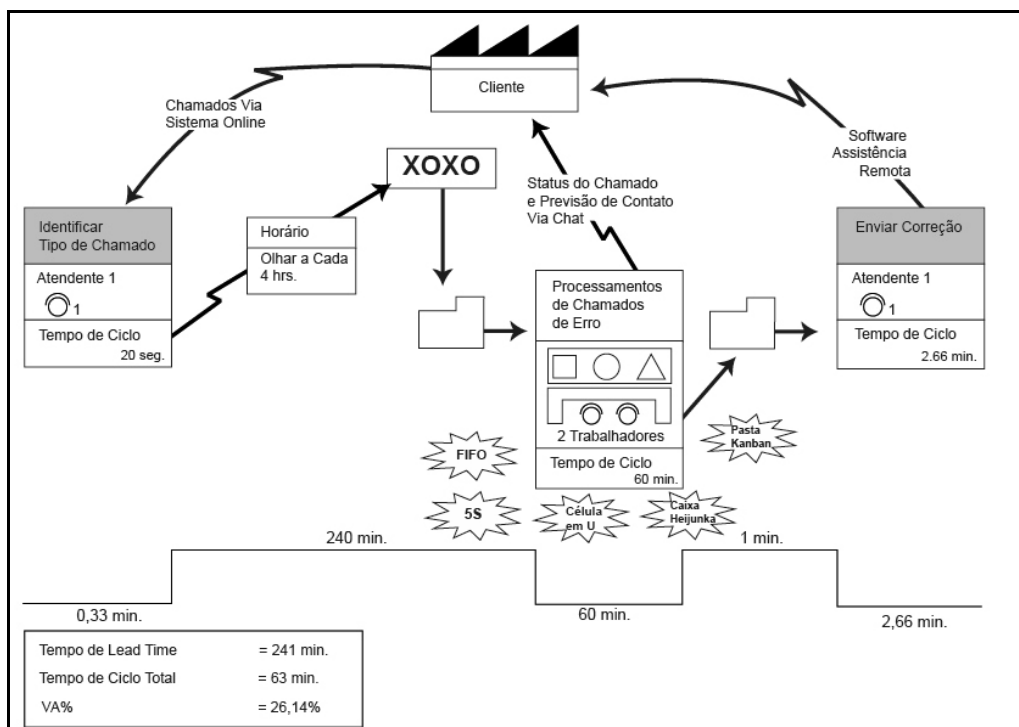 Cliente
Chamados Via
Sistema Online
XOXO
Status do Chamado
e Previsão de Contato
Via Chat
Software
Assistência
Remota
Identificar
Tipo de Chamado
Atendente 1
1
Tempo de Ciclo
20 seg.
Horário
Olhar a Cada
4 hrs.
Processamentos
de Chamados
de Erro
2 Trabalhadores
Tempo de Ciclo
60 min.
Enviar Correção
Atendente 1
1
Tempo de Ciclo
2.66 min.
FIFO
5S
Célula
em U
Caixa
Heijunka
Pasta
Kanban
0,33 min.
240 min.
60 min.
1 min.
2,66 min.
Tempo de Lead Time = 241 min.
Tempo de Ciclo Total = 63 min.
VA% = 26,14%